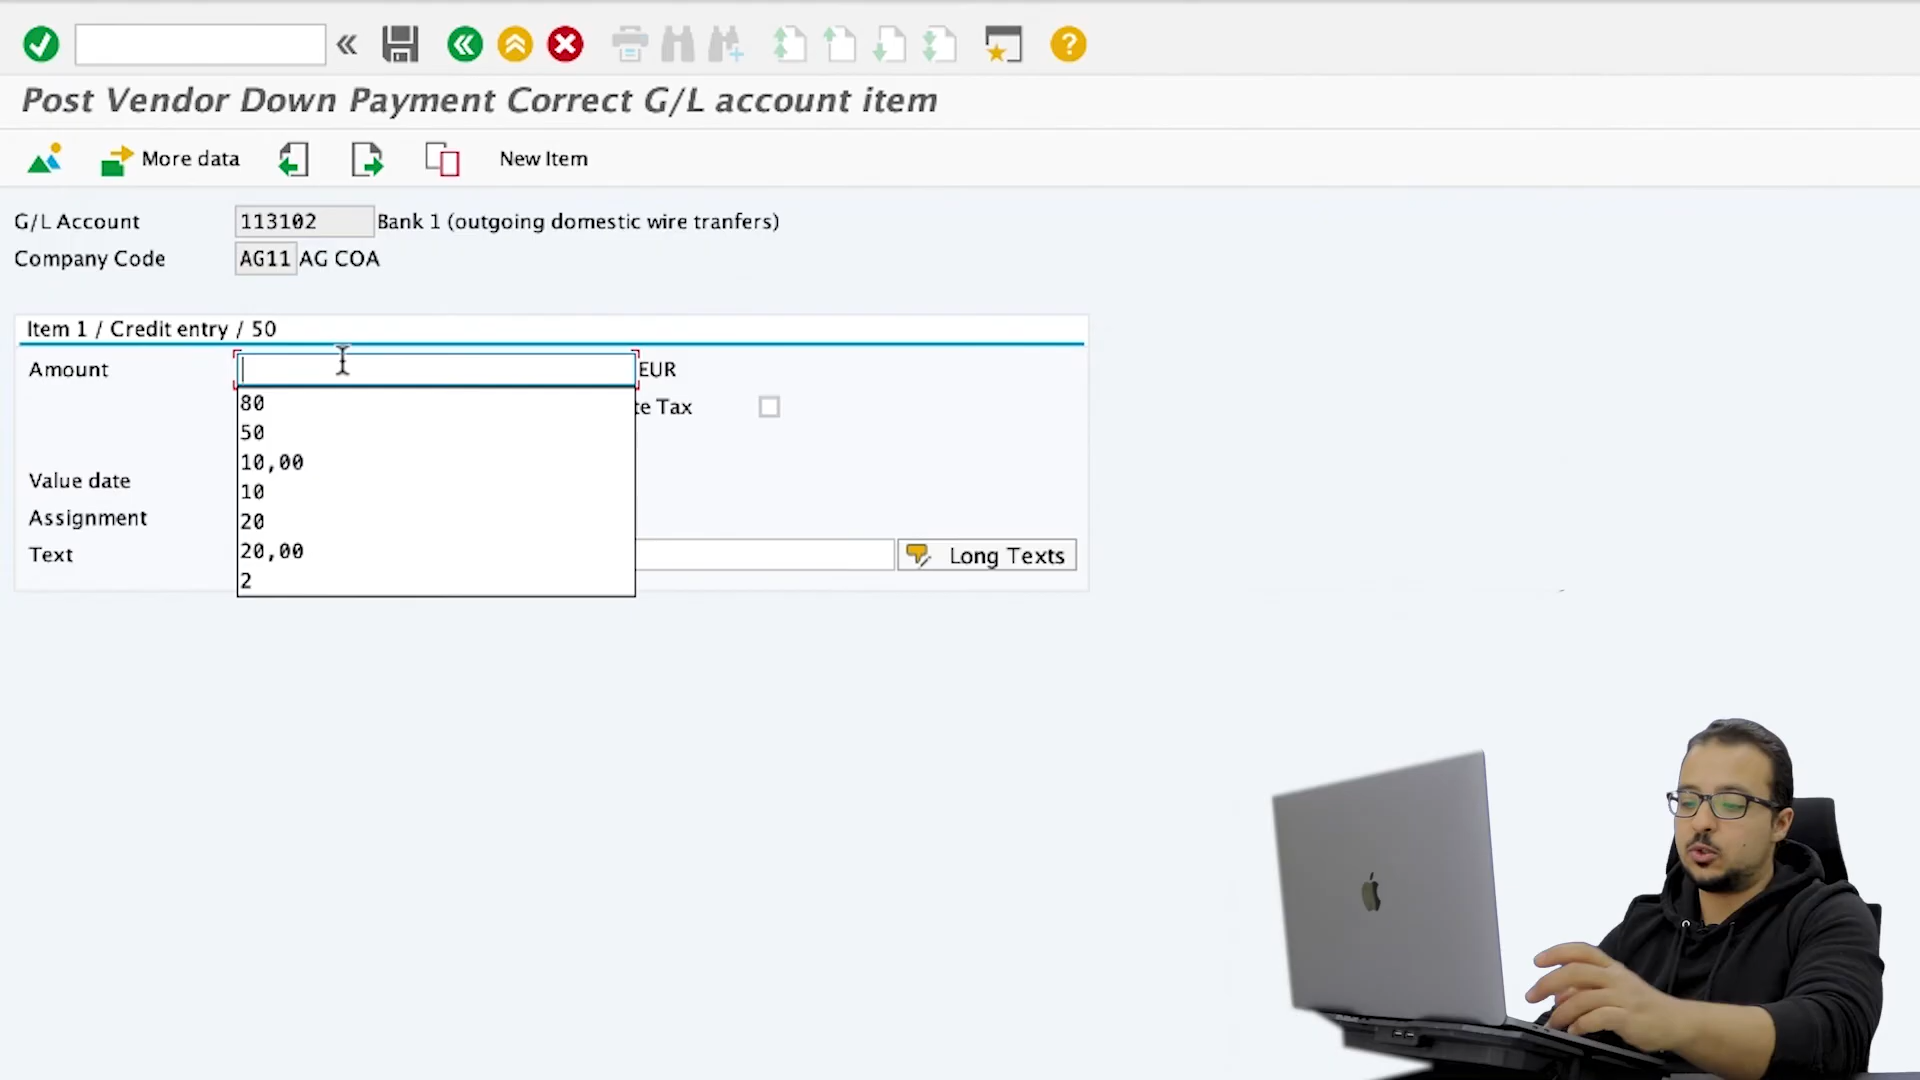 Post Vendor Down Payment Correct G/L account item
More data
New Item
G/L Account 113102 Bank 1 (outgoing domestic wire tranfers)
Company Code AG11 AG COA
Item 1 / Credit entry / 50
Amount EUR
80
te Tax
50
10,00
Value date
10
Assignment
20
Text
20,00
Long Texts
2